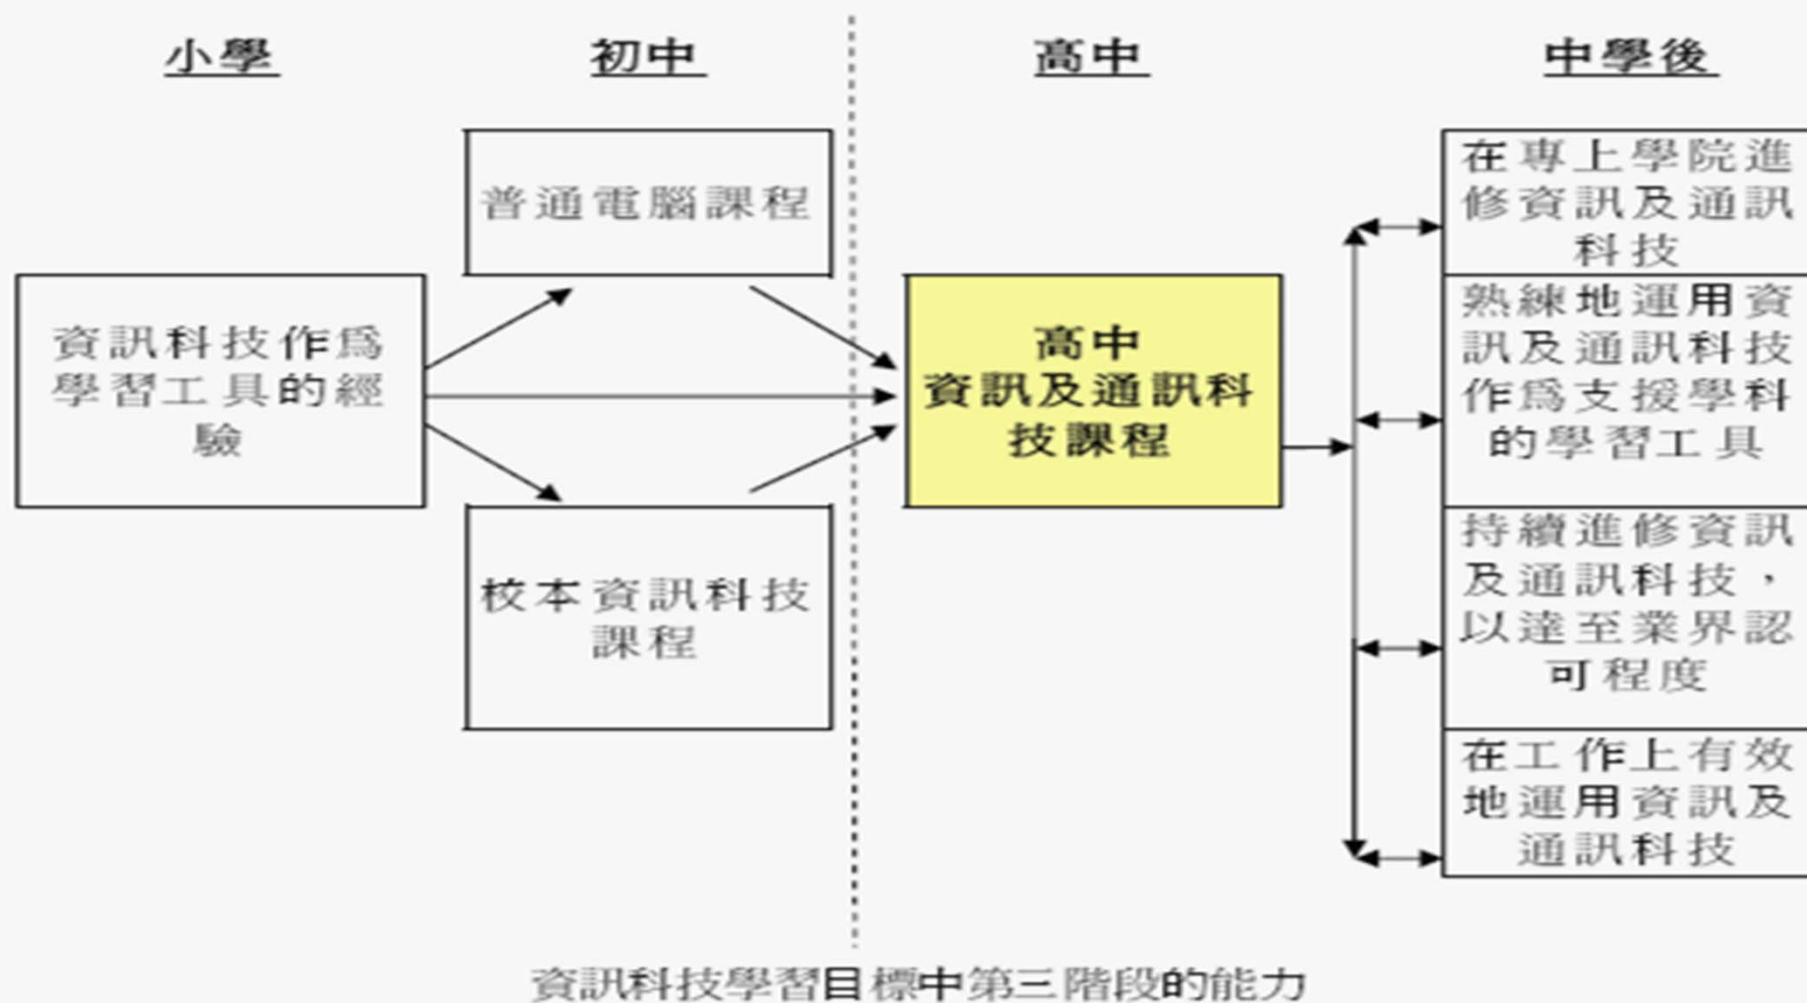 小學
初中
高中
中學後
資訊科技作為
學習工具的經
驗
普通電腦課程
校本資訊科技
課程
高中
資訊及通訊科
技課程
在專上學院進
修資訊及通訊
科技
熟練地運用資
訊及通訊科技
作為支援學科
的學習工具
持續進修資訊
及通訊科技，
以達至業界認
可程度
在工作上有效
地運用資訊及
通訊科技
資訊科技學習目標中第三階段的能力